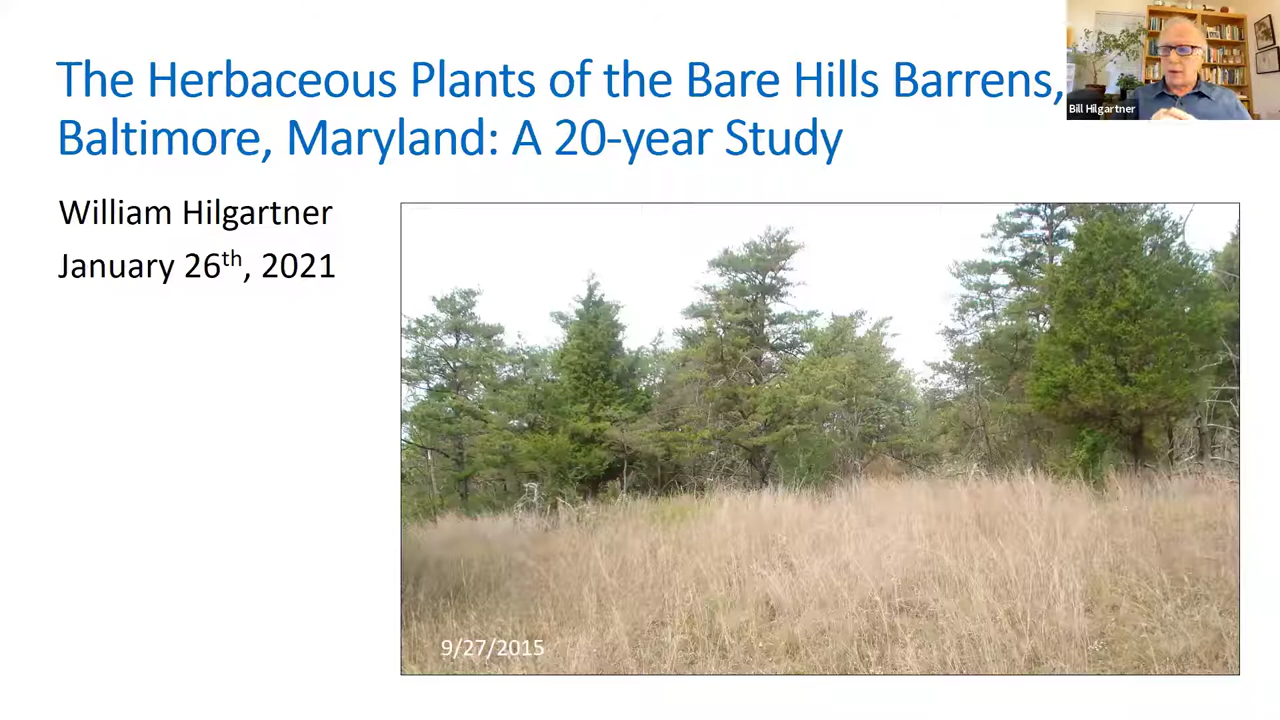 The Herbaceous Plants of the Bare Hills Barrens,
Baltimore, Maryland: A 20-year Study
Bill Hilgartner
William Hilgartner
January 26th, 2021
9/27/2015